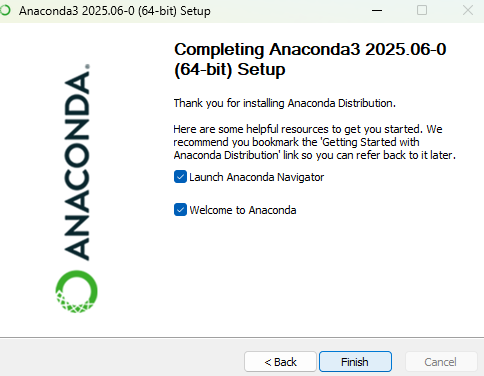 Anaconda3 2025.06-0 (64-bit) Setup
ANACONDA.
Completing Anaconda3 2025.06-0
(64-bit) Setup
Thank you for installing Anaconda Distribution.
Here are some helpful resources to get you started. We
recommend you bookmark the 'Getting Started with
Anaconda Distribution' link so you can refer back to it later.
Launch Anaconda Navigator
Welcome to Anaconda
< Back
Finish
Cancel